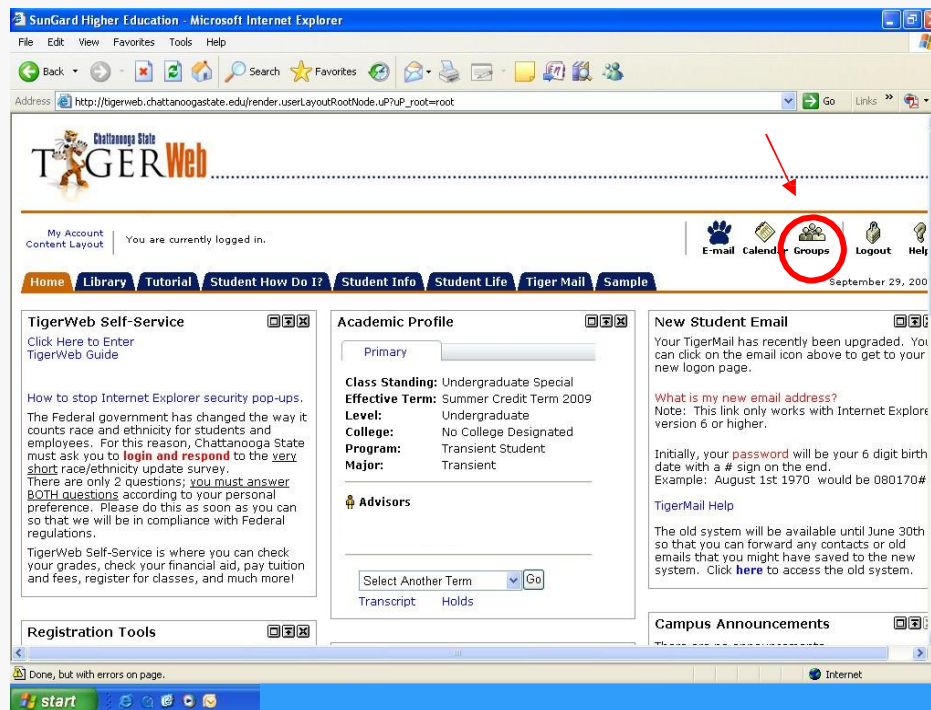 SunGard Higher Education - Microsoft Internet Explorer
File Edit View Favorites Tools Help
Back Search Favorites
Address http://tigerweb.chattanoogastate.edu/render.userLayoutRootNode.uP?uP_root=root Go Links »
Chattanooga State
TIGERWeb
My Account
Content Layout
You are currently logged in.
E-mail Calendar Groups Logout Help
Home Library Tutorial Student How Do I? Student Info Student Life Tiger Mail Sample
September 29, 200
TigerWeb Self-Service
Click Here to Enter
TigerWeb Guide
How to stop Internet Explorer security pop-ups.
The Federal government has changed the way it
counts race and ethnicity for students and
employees. For this reason, Chattanooga State
must ask you to login and respond to the very
short race/ethnicity update survey.
There are only 2 questions; you must answer
BOTH questions according to your personal
preference. Please do this as soon as you can
so that we will be in compliance with Federal
regulations.
TigerWeb Self-Service is where you can check
your grades, check your financial aid, pay tuition
and fees, register for classes, and much more!
Registration Tools
Academic Profile
Primary
Class Standing: Undergraduate Special
Effective Term: Summer Credit Term 2009
Level: Undergraduate
College: No College Designated
Program: Transient Student
Major: Transient
Advisors
Select Another Term Go
Transcript Holds
New Student Email
Your TigerMail has recently been upgraded. You
can click on the email icon above to get to your
new logon page.
What is my new email address?
Note: This link only works with Internet Explore
version 6 or higher.
Initially, your password will be your 6 digit birth
date with a # sign on the end.
Example: August 1st 1970 would be 080170#
TigerMail Help
The old system will be available until June 30th
so that you can forward any contacts or old
emails that you might have saved to the new
system. Click here to access the old system.
Campus Announcements
Done, but with errors on page.
Internet
start